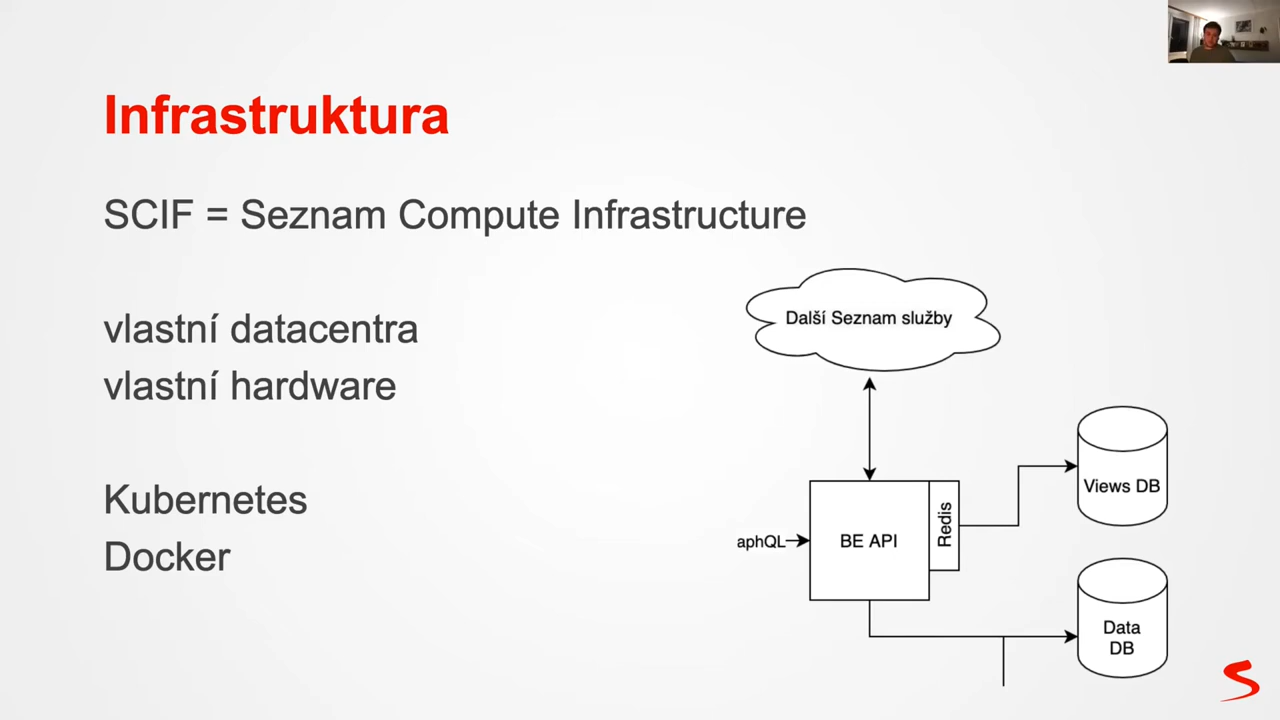 Infrastruktura
SCIF = Seznam Compute Infrastructure
vlastní datacentra
vlastní hardware
Kubernetes
Docker
Další Seznam služby
Views DB
Redis
aphQL
BE API
Data
DB